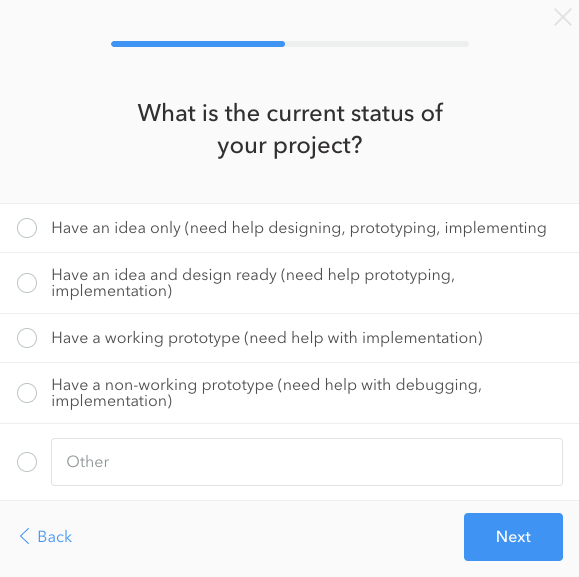 What is the current status of
your project?
Have an idea only (need help designing, prototyping, implementing
Have an idea and design ready (need help prototyping,
implementation)
Have a working prototype (need help with implementation)
Have a non-working prototype (need help with debugging,
implementation)
Other
Back
Next